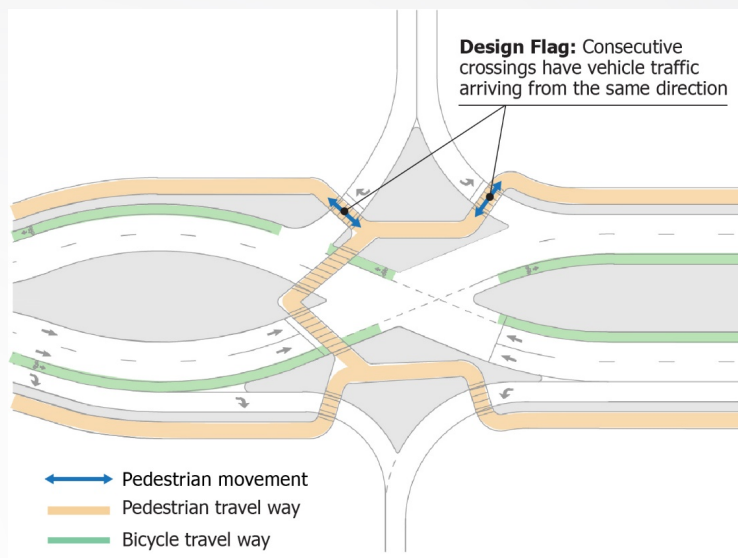 Design Flag: Consecutive
crossings have vehicle traffic
arriving from the same direction
Pedestrian movement
Pedestrian travel way
Bicycle travel way